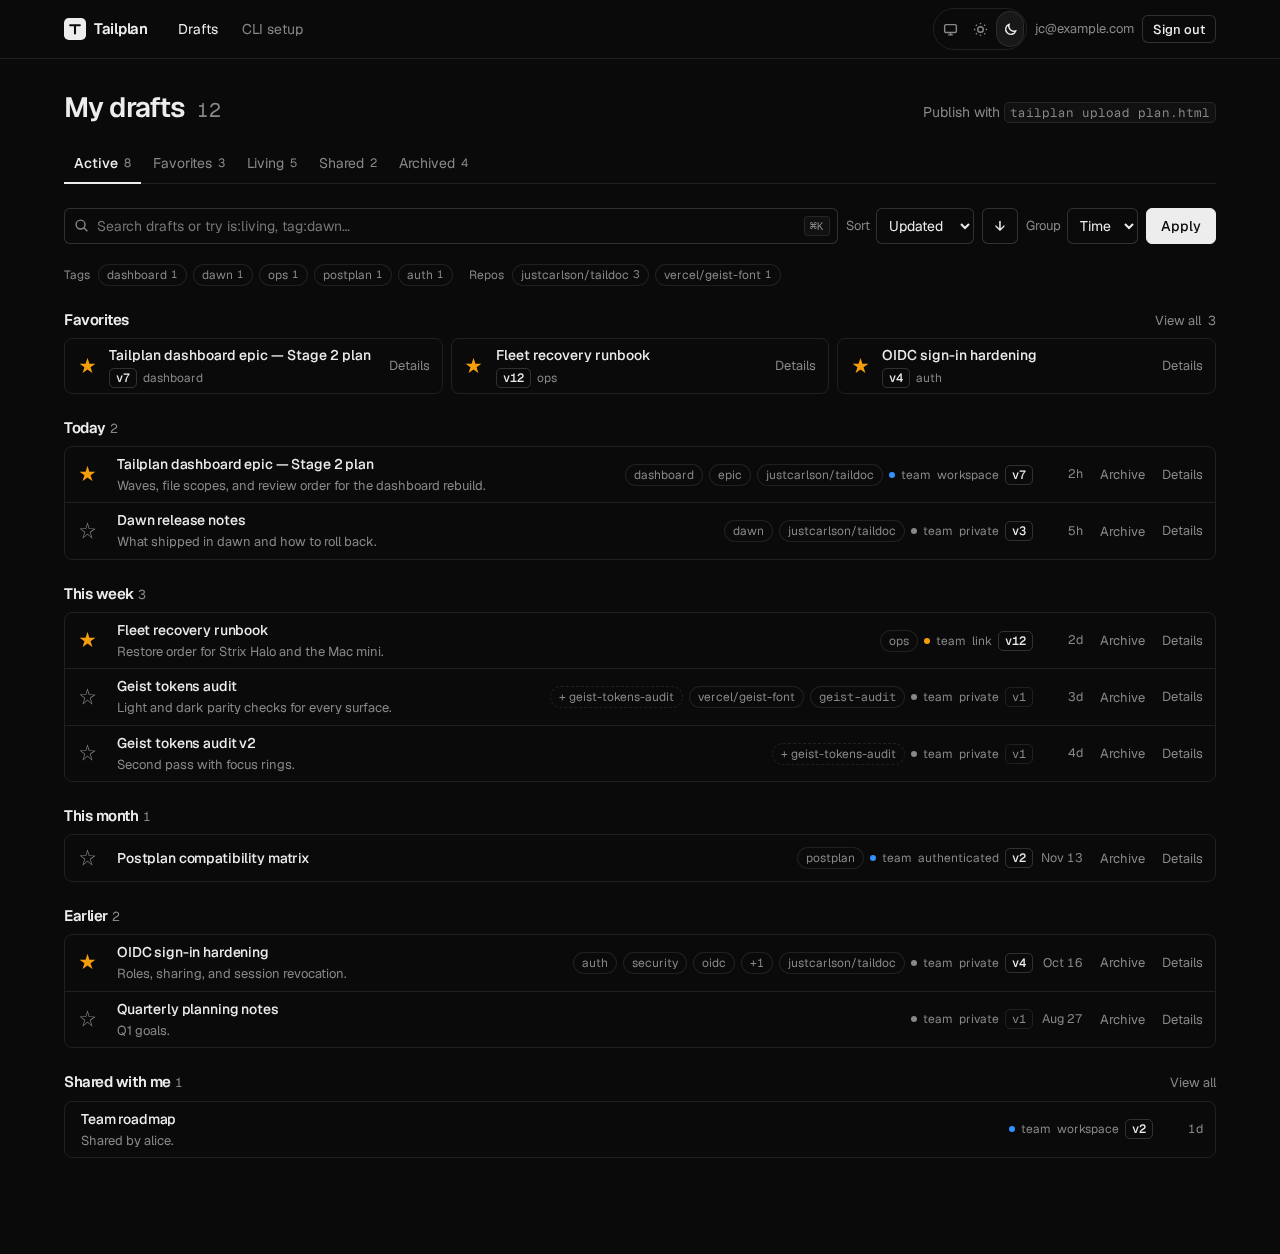 T Tailplan Drafts CLI setup jc@example.com Sign out
My drafts 12 Publish with tailplan upload plan.html
Active 8 Favorites 3 Living 5 Shared 2 Archived 4
Search drafts or try is:living, tag:dawn… ⌘K Sort Updated ↓ Group Time Apply
Tags dashboard 1 dawn 1 ops 1 postplan 1 auth 1 Repos justcarlson/taildoc 3 vercel/geist-font 1
Favorites View all 3
★ Tailplan dashboard epic — Stage 2 plan Details
v7 dashboard
★ Fleet recovery runbook Details
v12 ops
★ OIDC sign-in hardening Details
v4 auth
Today 2
★ Tailplan dashboard epic — Stage 2 plan dashboard epic justcarlson/taildoc team workspace v7 2h Archive Details
Waves, file scopes, and review order for the dashboard rebuild.
☆ Dawn release notes dawn justcarlson/taildoc team private v3 5h Archive Details
What shipped in dawn and how to roll back.
This week 3
★ Fleet recovery runbook ops team link v12 2d Archive Details
Restore order for Strix Halo and the Mac mini.
☆ Geist tokens audit + geist-tokens-audit vercel/geist-font geist-audit team private v1 3d Archive Details
Light and dark parity checks for every surface.
☆ Geist tokens audit v2 + geist-tokens-audit team private v1 4d Archive Details
Second pass with focus rings.
This month 1
☆ Postplan compatibility matrix postplan team authenticated v2 Nov 13 Archive Details
Earlier 2
★ OIDC sign-in hardening auth security oidc +1 justcarlson/taildoc team private v4 Oct 16 Archive Details
Roles, sharing, and session revocation.
☆ Quarterly planning notes team private v1 Aug 27 Archive Details
Q1 goals.
Shared with me 1 View all
Team roadmap team workspace v2 1d
Shared by alice.